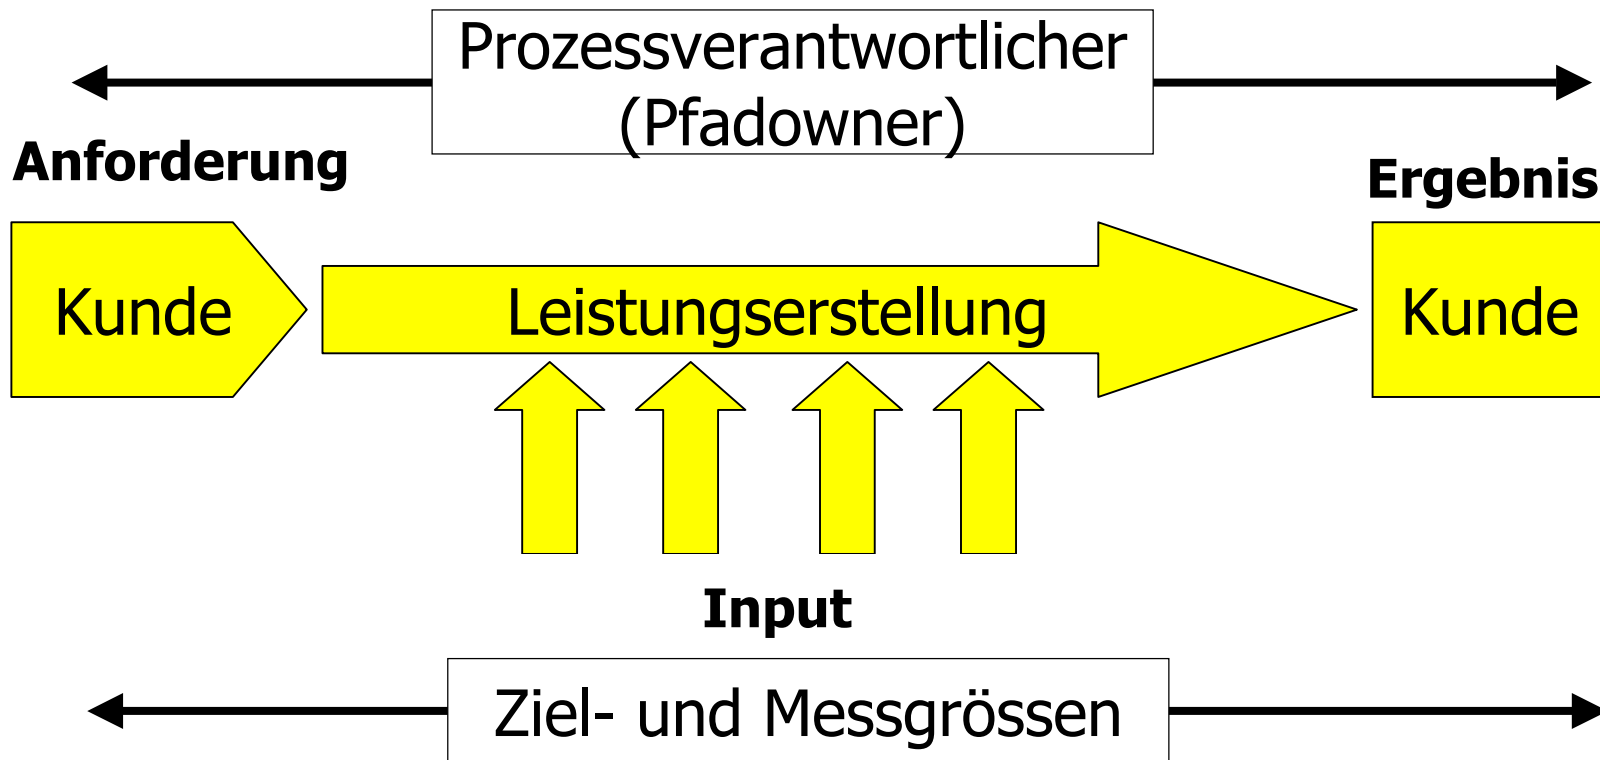 Prozessverantwortlicher
(Pfadowner)
Anforderung
Ergebnis
Kunde
Leistungserstellung
Kunde
Input
Ziel- und Messgrössen